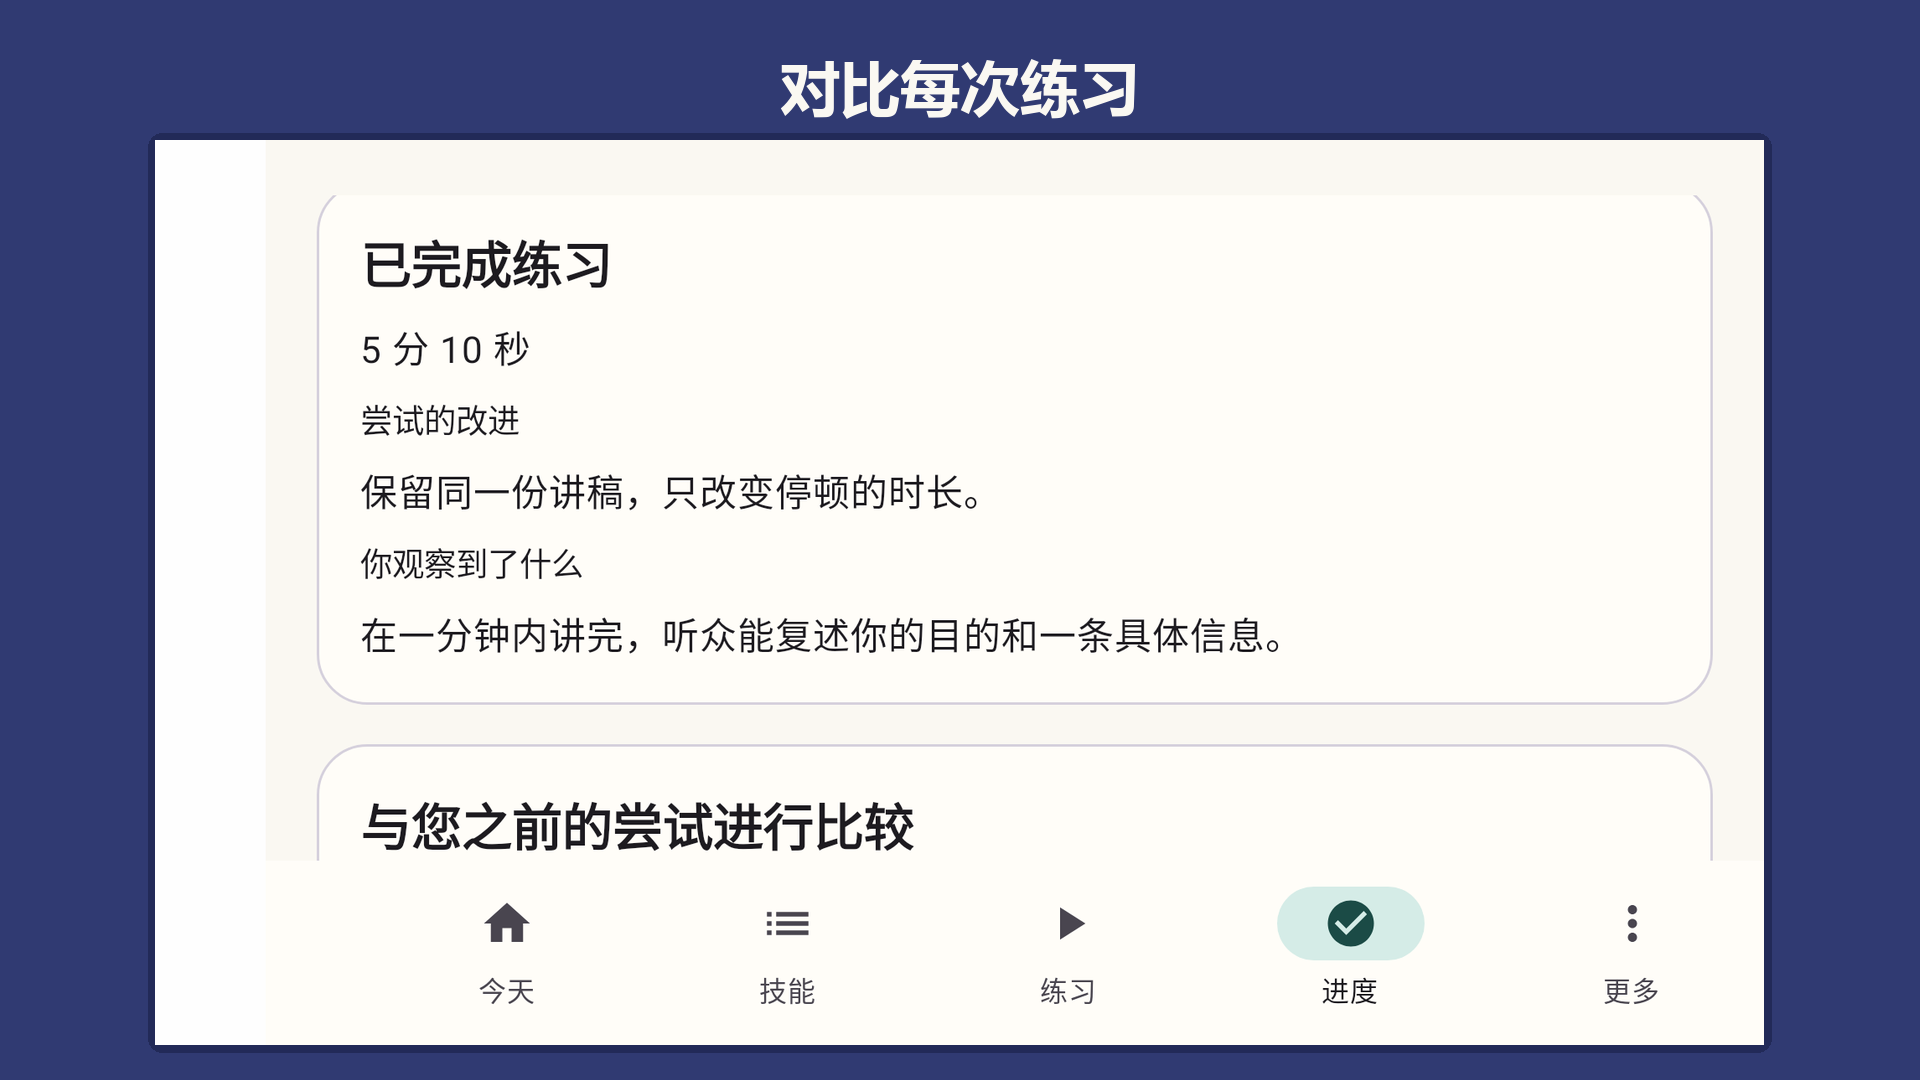 对比每次练习
已完成练习
5 分 10 秒
尝试的改进
保留同一份讲稿，只改变停顿的时长。
你观察到了什么
在一分钟内讲完，听众能复述你的目的和一条具体信息。
与您之前的尝试进行比较
今天
技能
练习
进度
更多